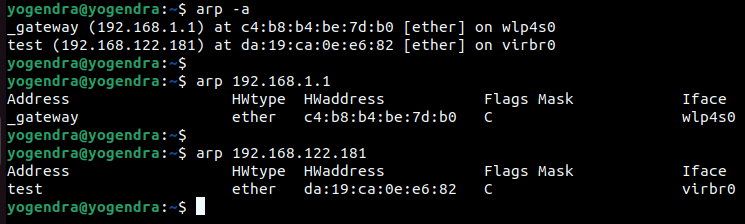 yogendra@yogendra:~$ arp -a
_gateway (192.168.1.1) at c4:b8:b4:be:7d:b0 [ether] on wlp4s0
test (192.168.122.181) at da:19:ca:0e:e6:82 [ether] on virbr0
yogendra@yogendra:~$
yogendra@yogendra:~$ arp 192.168.1.1
Address HWtype HWaddress Flags Mask Iface
_gateway ether c4:b8:b4:be:7d:b0 C wlp4s0
yogendra@yogendra:~$
yogendra@yogendra:~$ arp 192.168.122.181
Address HWtype HWaddress Flags Mask Iface
test ether da:19:ca:0e:e6:82 C virbr0
yogendra@yogendra:~$